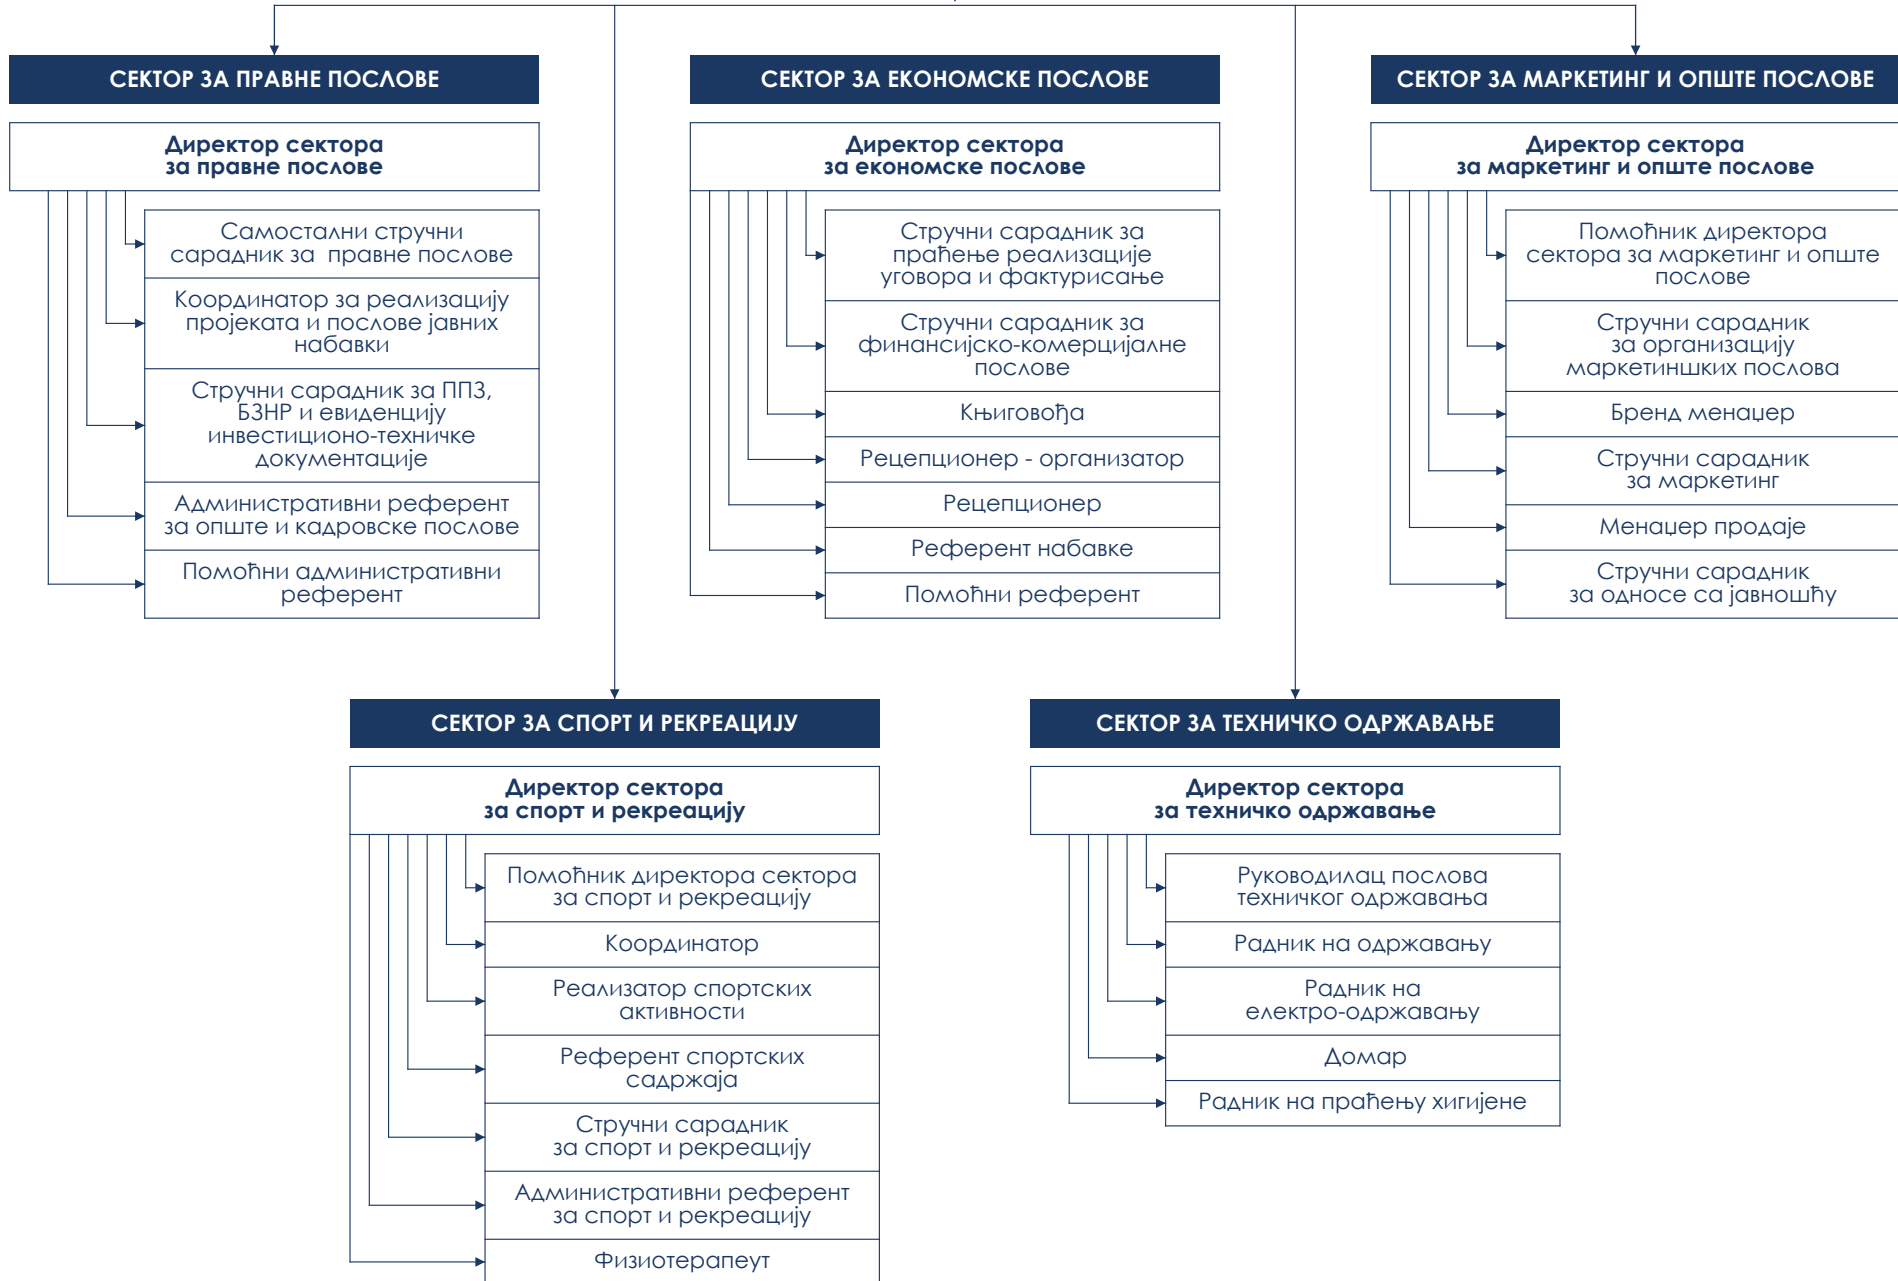 СЕКТОР ЗА ПРАВНЕ ПОСЛОВЕ
Директор сектора
за правне послове
Самостални стручни
сарадник за правне послове
Координатор за реализацију
пројеката и послове јавних
набавки
Стручни сарадник за ППЗ,
БЗНР и евиденцију
инвестиционо-техничке
документације
Административни референт
за опште и кадровске послове
Помоћни административни
референт
СЕКТОР ЗА ЕКОНОМСКЕ ПОСЛОВЕ
Директор сектора
за економске послове
Стручни сарадник за
праћење реализације
уговора и фактурисање
Стручни сарадник за
финансијско-комерцијалне
послове
Књиговођа
Рецепционер - организатор
Рецепционер
Референт набавке
Помоћни референт
СЕКТОР ЗА МАРКЕТИНГ И ОПШТЕ ПОСЛОВЕ
Директор сектора
за маркетинг и опште послове
Помоћник директора
сектора за маркетинг и опште
послове
Стручни сарадник
за организацију
маркетиншких послова
Бренд менаџер
Стручни сарадник
за маркетинг
Менаџер продаје
Стручни сарадник
за односе са јавношћу
СЕКТОР ЗА СПОРТ И РЕКРЕАЦИЈУ
Директор сектора
за спорт и рекреацију
Помоћник директора сектора
за спорт и рекреацију
Координатор
Реализатор спортских
активности
Референт спортских
садржаја
Стручни сарадник
за спорт и рекреацију
Административни референт
за спорт и рекреацију
Физиотерапеут
СЕКТОР ЗА ТЕХНИЧКО ОДРЖАВАЊЕ
Директор сектора
за техничко одржавање
Руководилац послова
техничког одржавања
Радник на одржавању
Радник на
електро-одржавању
Домар
Радник на праћењу хигијене